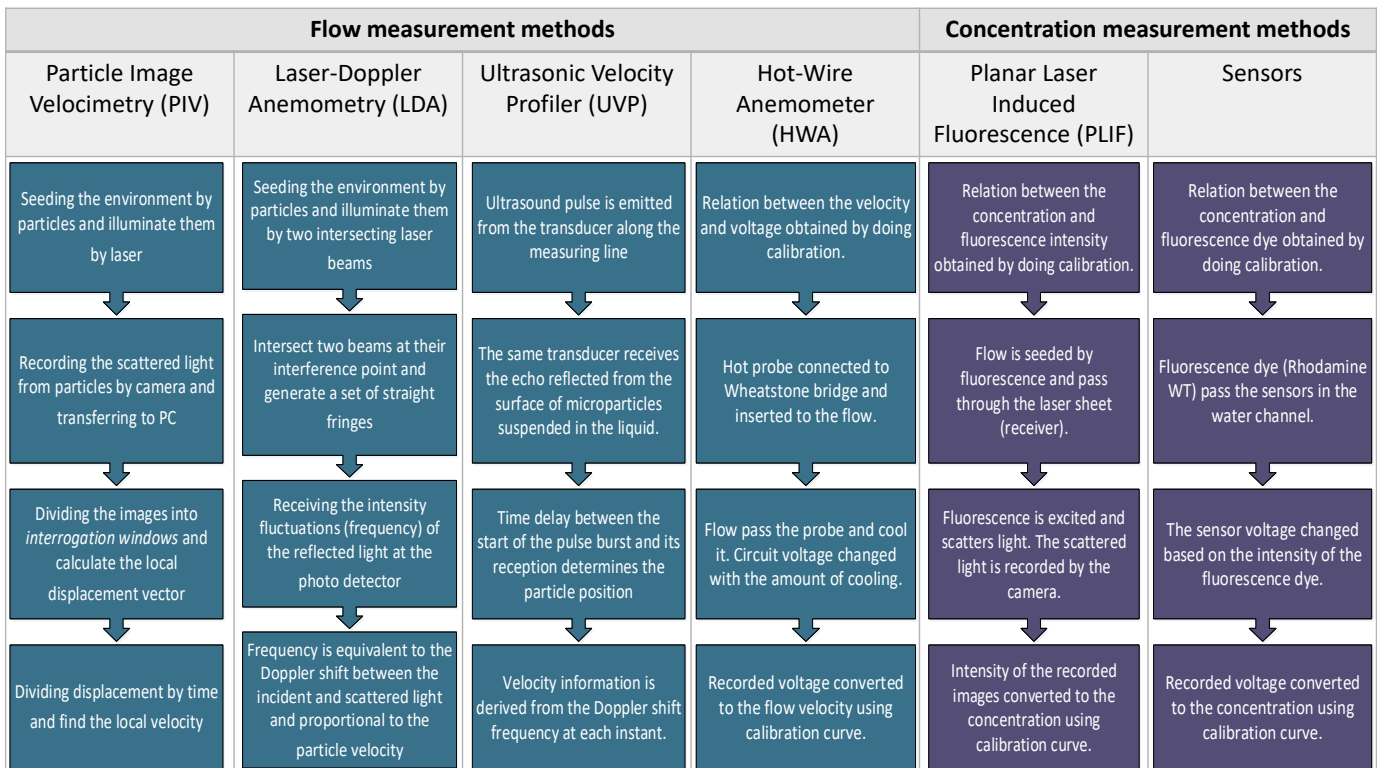 Flow measurement methods
Concentration measurement methods
Particle Image
Velocimetry (PIV)
Laser-Doppler
Anemometry (LDA)
Ultrasonic Velocity
Profiler (UVP)
Hot-Wire
Anemometer
(HWA)
Planar Laser
Induced
Fluorescence (PLIF)
Sensors
Seeding the environment by
particles and illuminate them
by laser
Recording the scattered light
from particles by camera and
transferring to PC
Dividing the images into
interrogation windows and
calculate the local
displacement vector
Dividing displacement by time
and find the local velocity
Seeding the environment by
particles and illuminate them
by two intersecting laser
beams
Intersect two beams at their
interference point and
generate a set of straight
fringes
Receiving the intensity
fluctuations (frequency) of
the reflected light at the
photo detector
Frequency is equivalent to the
Doppler shift between the
incident and scattered light
and proportional to the
particle velocity
Ultrasound pulse is emitted
from the transducer along the
measuring line
The same transducer receives
the echo reflected from the
surface of microparticles
suspended in the liquid.
Time delay between the
start of the pulse burst and its
reception determines the
particle position
Velocity information is
derived from the Doppler shift
frequency at each instant.
Relation between the velocity
and voltage obtained by doing
calibration.
Hot probe connected to
Wheatstone bridge and
inserted to the flow.
Flow pass the probe and cool
it. Circuit voltage changed
with the amount of cooling.
Recorded voltage converted
to the flow velocity using
calibration curve.
Relation between the
concentration and
fluorescence intensity
obtained by doing calibration.
Flow is seeded by
fluorescence and pass
through the laser sheet
(receiver).
Fluorescence is excited and
scatters light. The scattered
light is recorded by the
camera.
Intensity of the recorded
images converted to the
concentration using
calibration curve.
Relation between the
concentration and
fluorescence dye obtained by
doing calibration.
Fluorescence dye (Rhodamine
WT) pass the sensors in the
water channel.
The sensor voltage changed
based on the intensity of the
fluorescence dye.
Recorded voltage converted
to the concentration using
calibration curve.